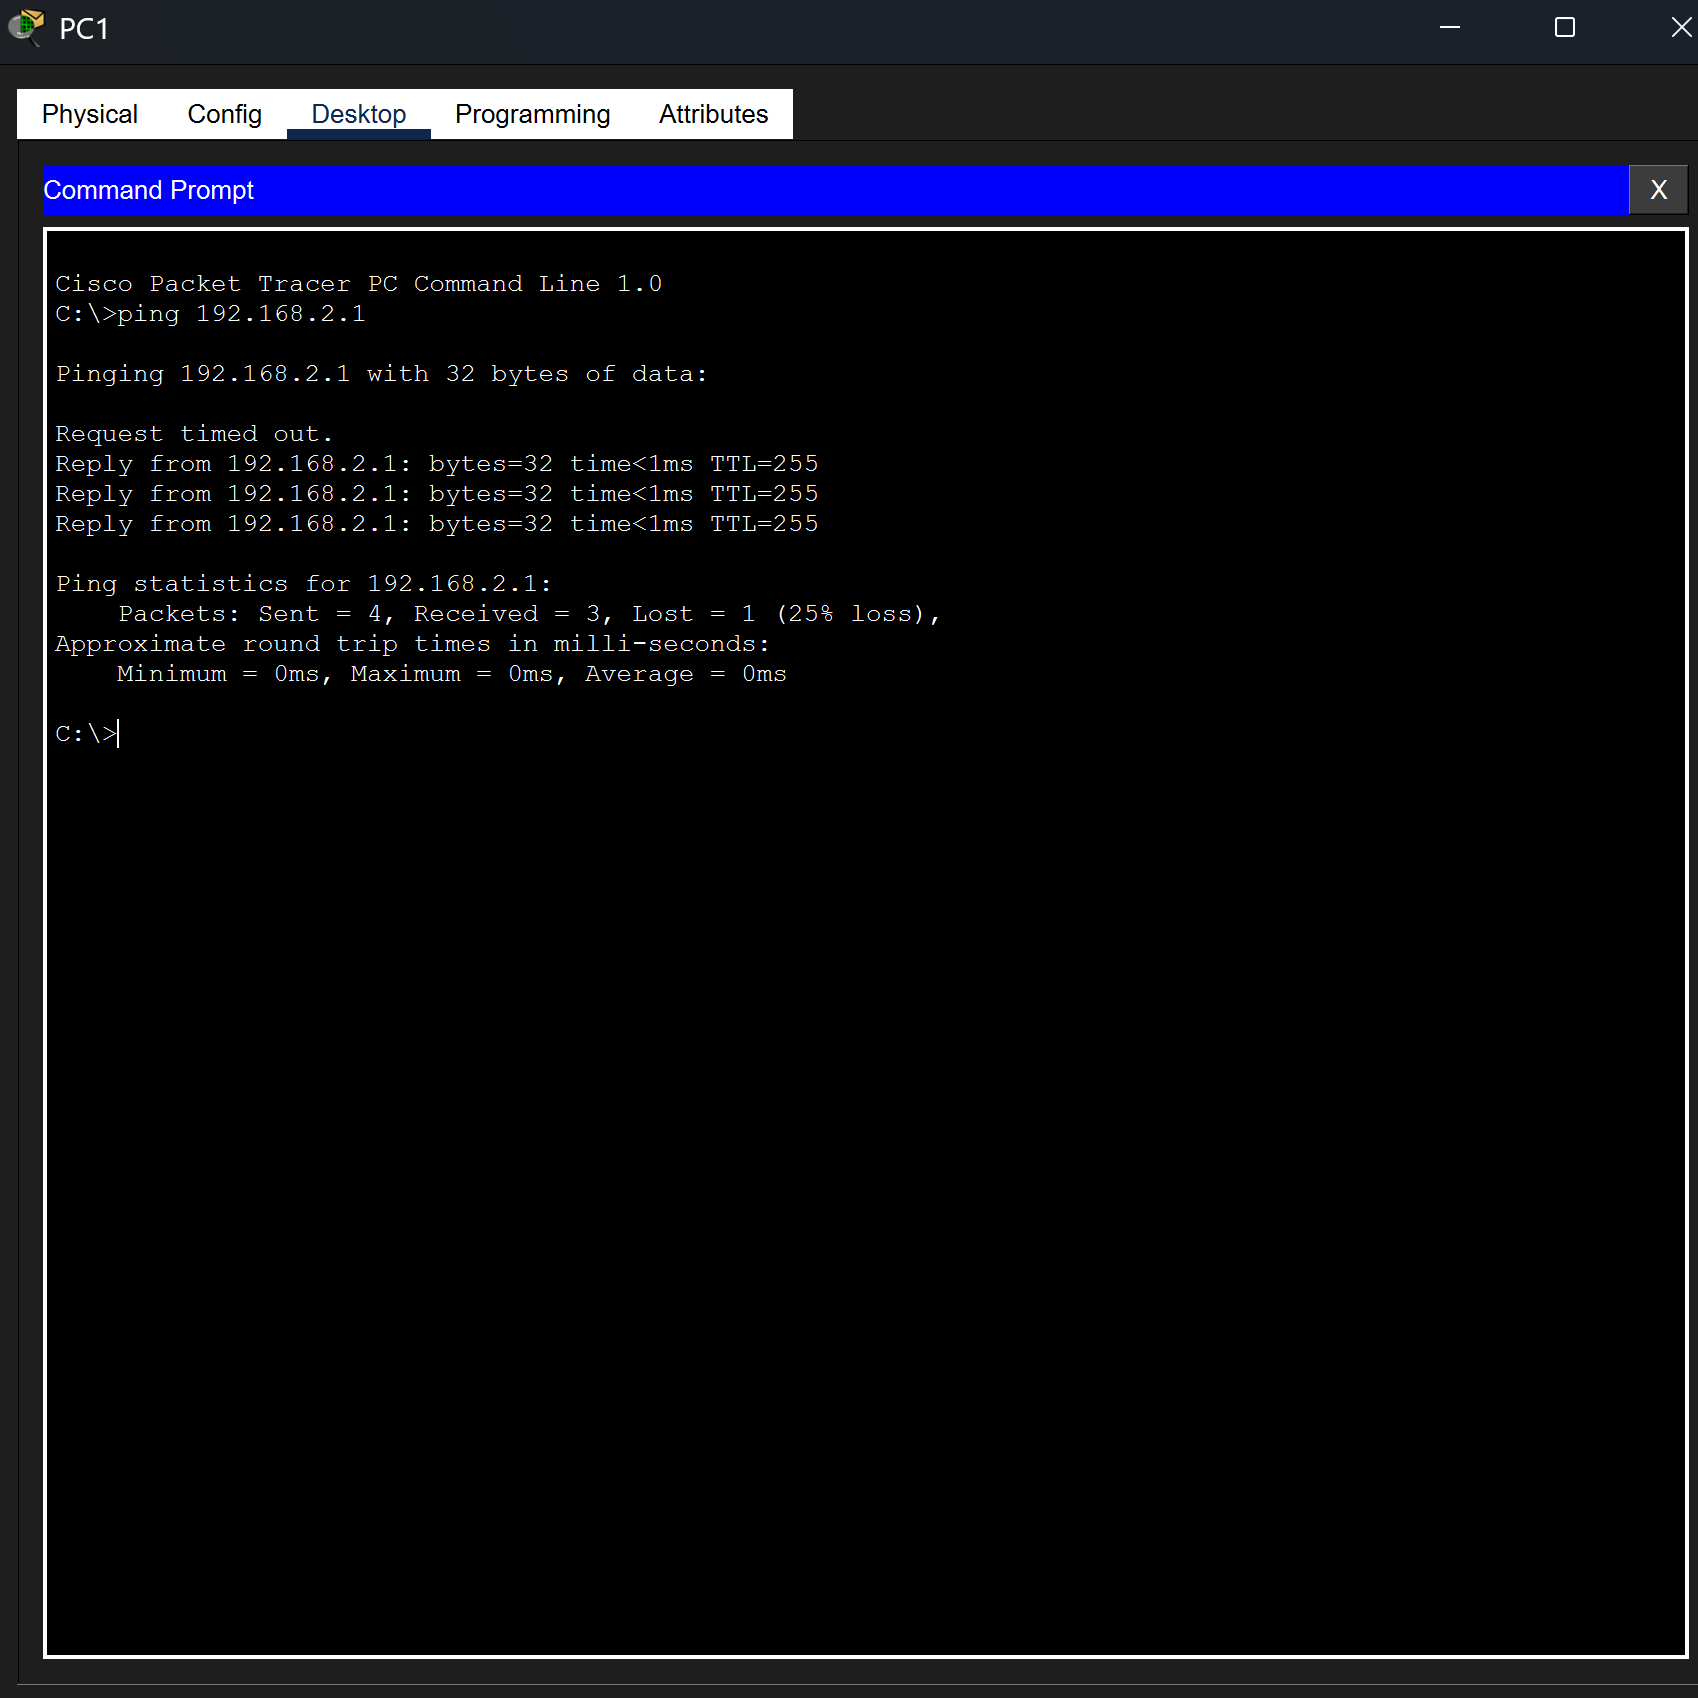 PC1
Physical Config Desktop Programming Attributes
Command Prompt X
Cisco Packet Tracer PC Command Line 1.0
C:\>ping 192.168.2.1
Pinging 192.168.2.1 with 32 bytes of data:
Request timed out.
Reply from 192.168.2.1: bytes=32 time<1ms TTL=255
Reply from 192.168.2.1: bytes=32 time<1ms TTL=255
Reply from 192.168.2.1: bytes=32 time<1ms TTL=255
Ping statistics for 192.168.2.1:
    Packets: Sent = 4, Received = 3, Lost = 1 (25% loss),
Approximate round trip times in milli-seconds:
    Minimum = 0ms, Maximum = 0ms, Average = 0ms
C:\>